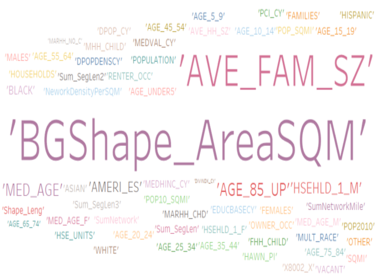 'AGE_5_9' 'PCI_CY' 'FAMILIES' 'HISPANIC'
'DPOP_CY' 'AGE_45_54' 'AVE_HH_SZ' 'AGE_10_14' 'POP_SQMI' 'AGE_15_19'
'MARHH_NO_C' 'MHH_CHILD' 'MEDVAL_CY'
'MALES' 'AGE_55_64' 'DPOPDENSCY' 'POPULATION' 'AVE_FAM_SZ'
'HOUSEHOLDS' 'Sum_SegLen2' 'RENTER_OCC'
'BLACK' 'NeworkDensityPerSQM' 'AGE_UNDER5'
'BGShape_AreaSQM'
'MED_AGE' 'ASIAN' 'AMERI_ES' 'MEDHINC_CY' 'AGE_85_UP' 'HSEHLD_1_M'
'Sum_SegLen3' 'POP10_SQMI'
'Shape_Leng' 'MARHH_CHD' 'EDUCBASECY' 'FEMALES' 'SumNetworkMile'
'AGE_65_74' 'MED_AGE_F' 'SumNetwork' 'Sum_SegLen' 'HSEHLD_1_F' 'OWNER_OCC' 'MED_AGE_M' 'POP2010'
'HSE_UNITS' 'AGE_20_24' 'AGE_25_34' 'AGE_35_44' 'FHH_CHILD' 'MULT_RACE' 'OTHER'
'WHITE' 'HAWN_PI' 'AGE_75_84' 'SQMI'
'X8002_X' 'VACANT'